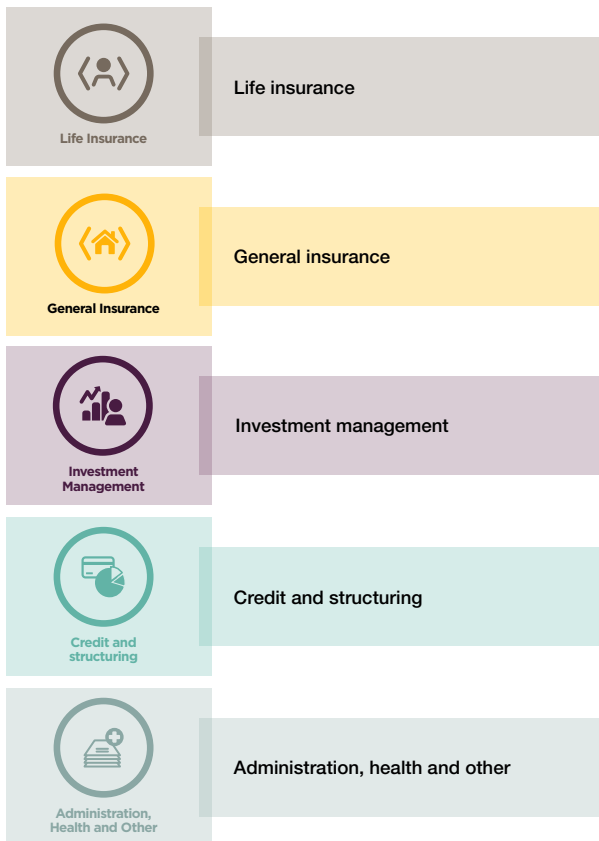 Life Insurance
Life insurance
General Insurance
General insurance
Investment
Management
Investment management
Credit and
structuring
Credit and structuring
Administration,
Health and Other
Administration, health and other